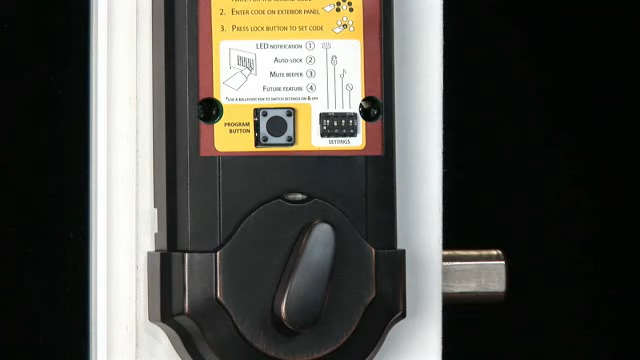 2. Enter code on exterior panel
3. Press lock button to set code
LED notification 1
Auto-lock 2
Mute beeper 3
Future feature 4
*Use a ballpoint pen to switch settings on & off
Program
Button
Settings